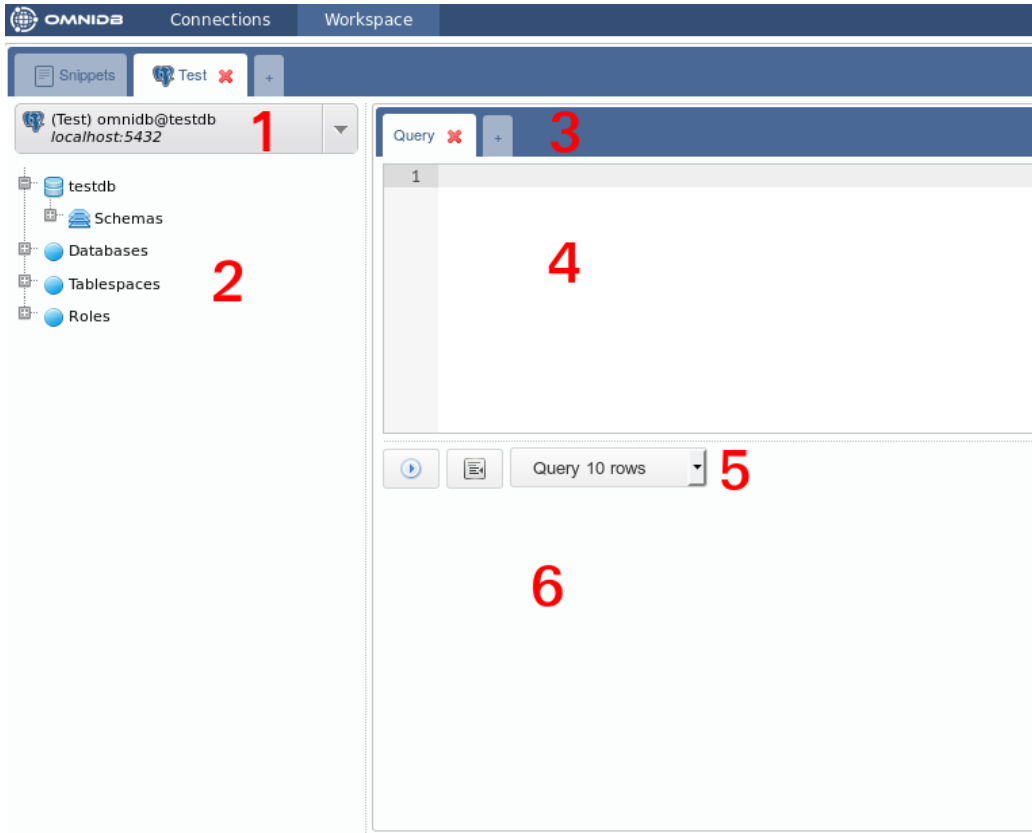 OMNIDB Connections Workspace
Snippets Test +
(Test) omnidb@testdb
localhost:5432
1
Query +
3
1
testdb
Schemas
Databases
Tablespaces
Roles
2
4
Query 10 rows
5
6